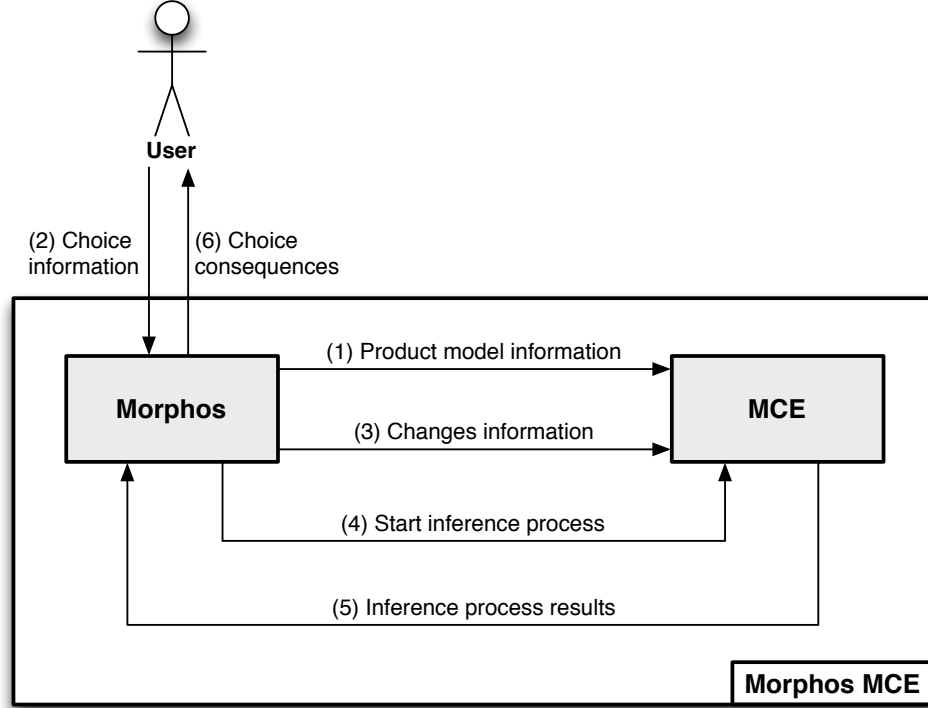 User
(2) Choice
information
(6) Choice
consequences
(1) Product model information
Morphos
MCE
(3) Changes information
(4) Start inference process
(5) Inference process results
Morphos MCE